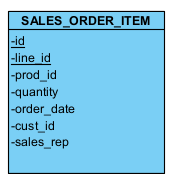 SALES_ORDER_ITEM
-id
-line_id
-prod_id
-quantity
-order_date
-cust_id
-sales_rep